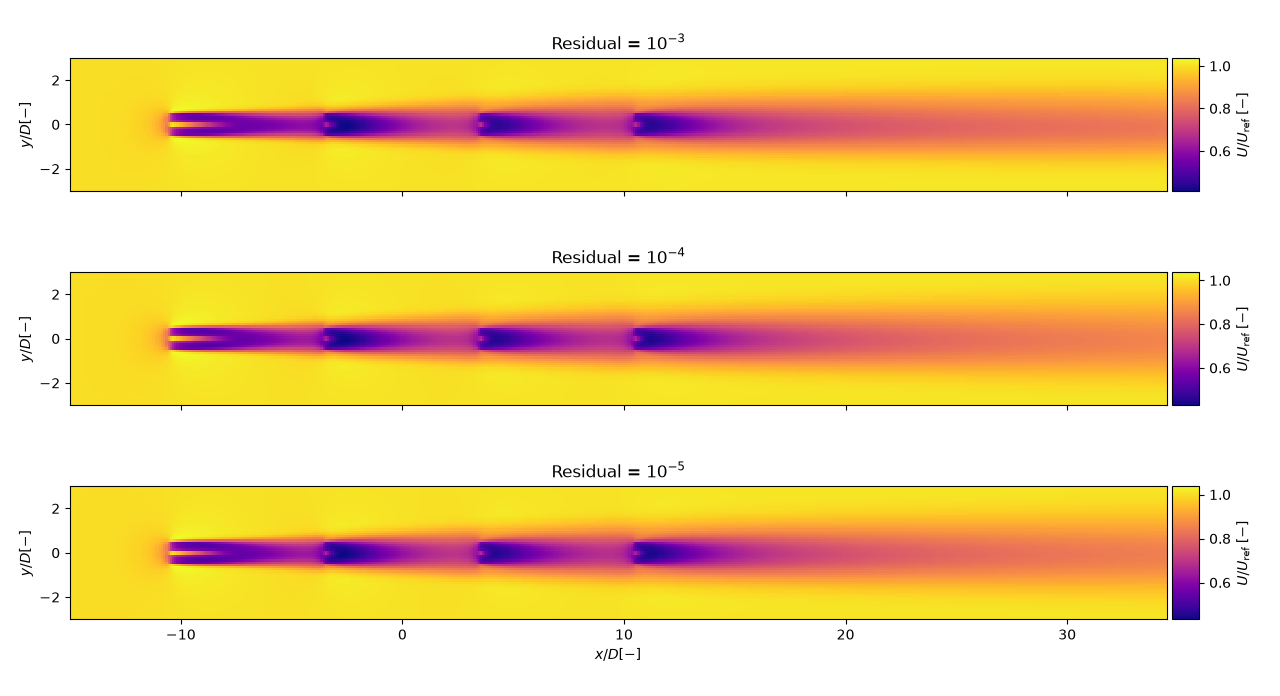 Residual = 10⁻³
2
0
−2
y/D[−]
1.0
0.8
0.6
U/U_ref [−]
Residual = 10⁻⁴
2
0
−2
y/D[−]
1.0
0.8
0.6
U/U_ref [−]
Residual = 10⁻⁵
2
0
−2
y/D[−]
1.0
0.8
0.6
U/U_ref [−]
−10 0 10 20 30
x/D[−]